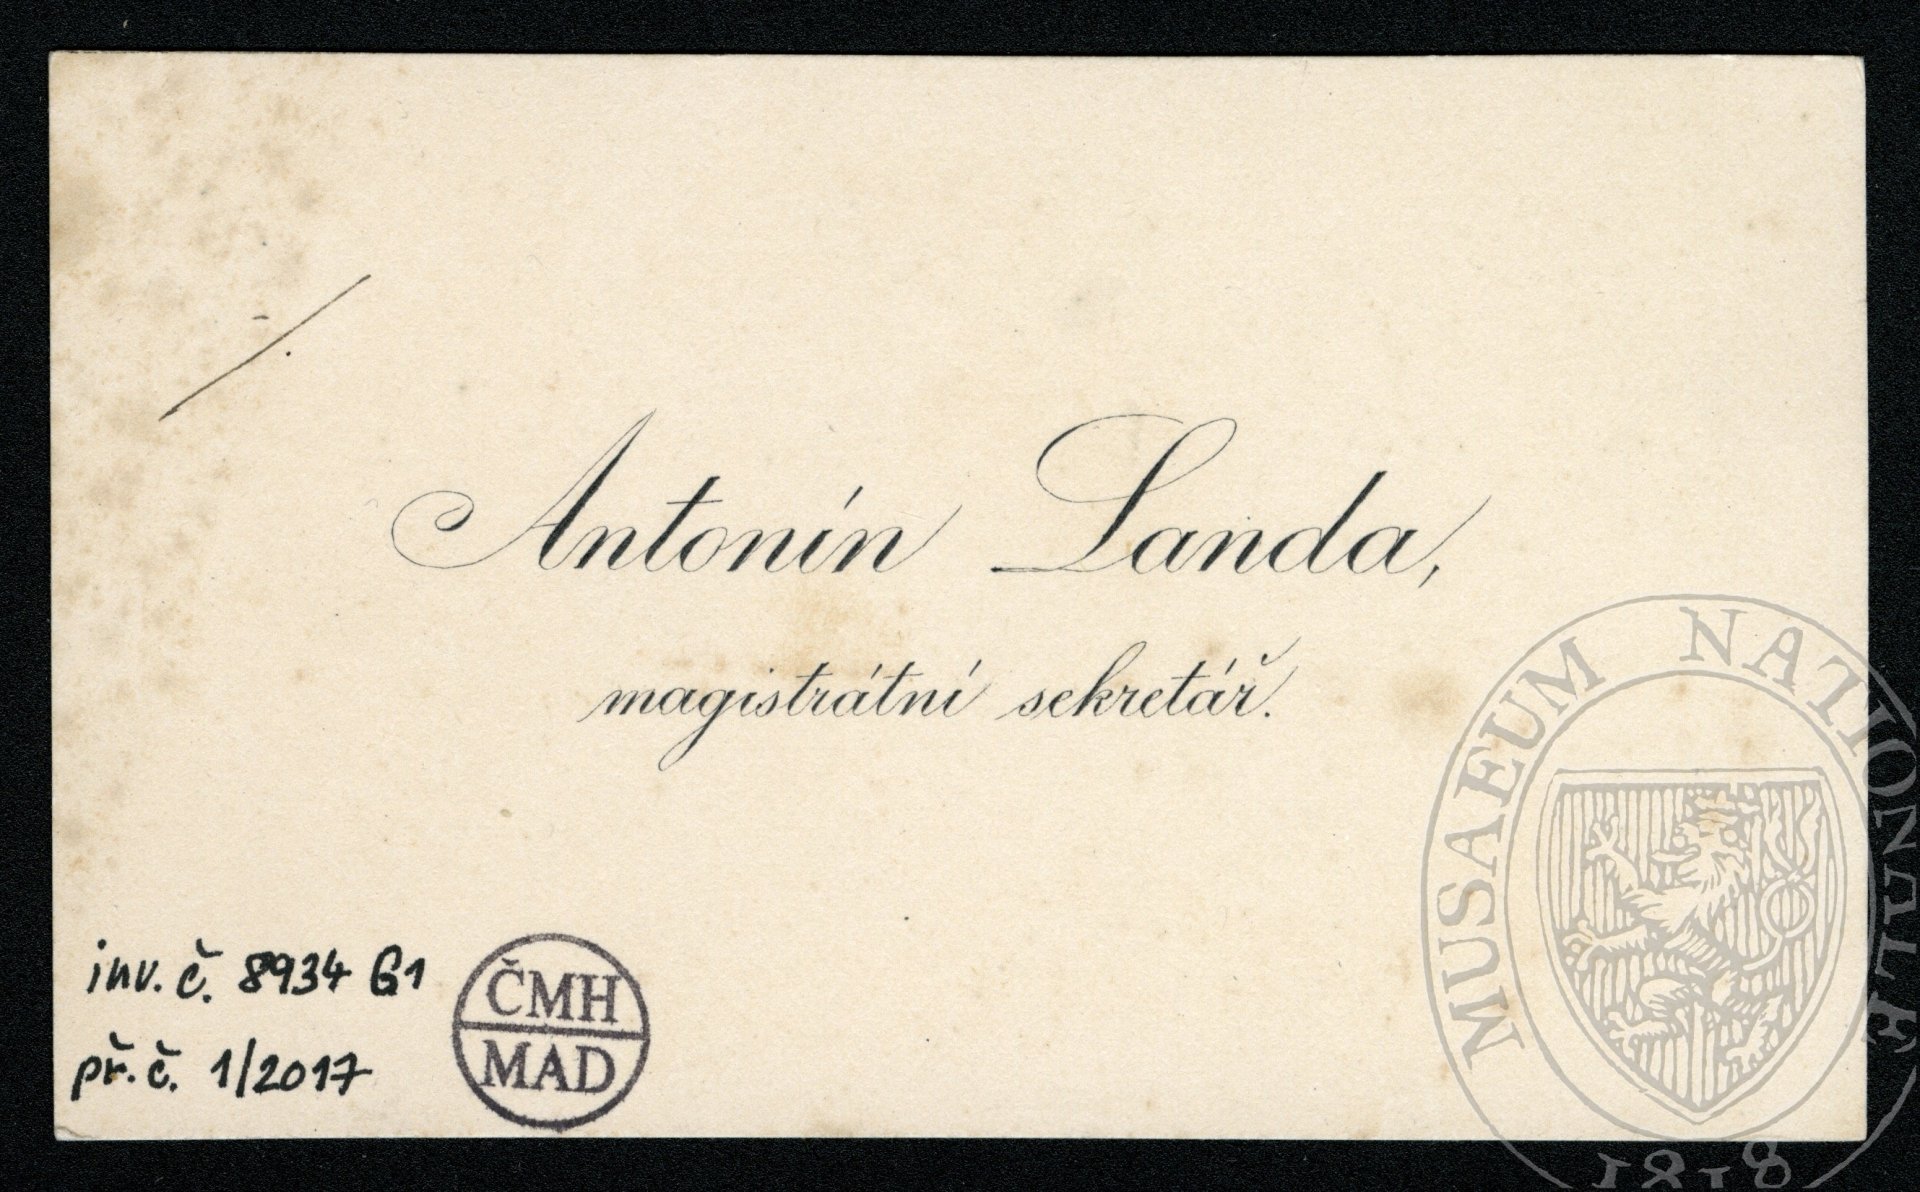 Antonín Landa,
magistrátní sekretář.
inv. č. 8934 G1
př. č. 1/2017
ČMH
MAD
MUSAEUM NATIONALE
1818